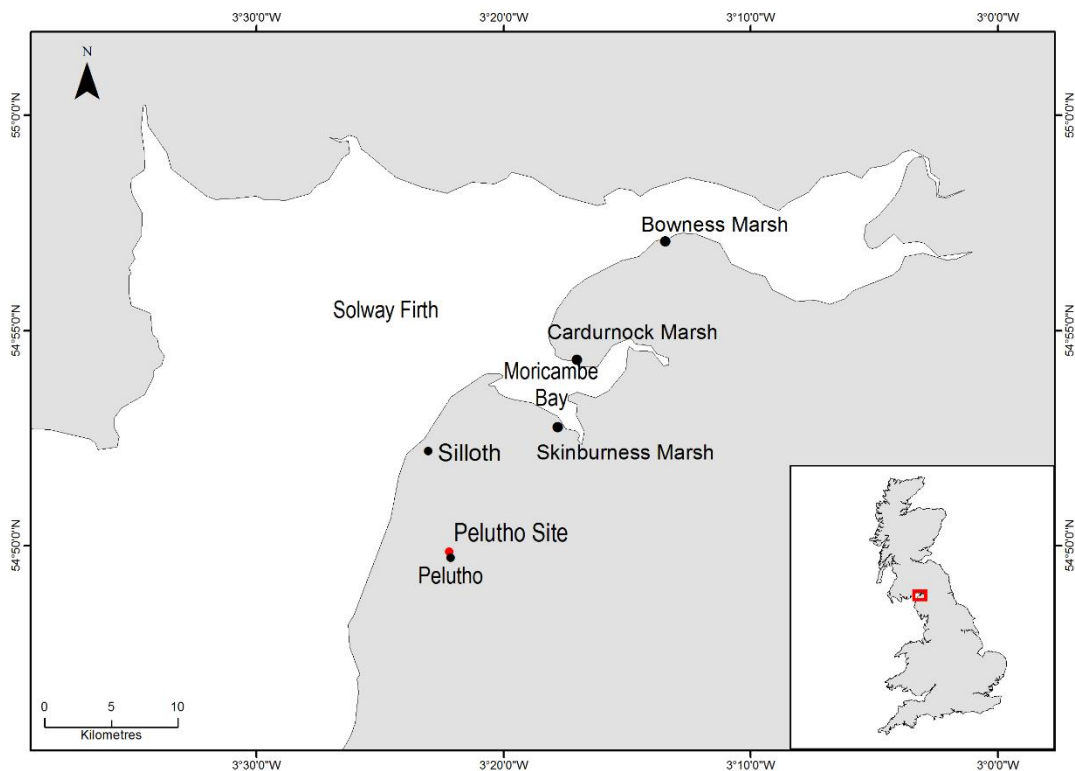 3°30'0"W
3°20'0"W
3°10'0"W
3°0'0"W
N
55°0'0"N
55°0'0"N
Bowness Marsh
Solway Firth
54°55'0"N
54°55'0"N
Cardurnock Marsh
Moricambe
Bay
Silloth
Skinburness Marsh
Pelutho Site
54°50'0"N
54°50'0"N
Pelutho
0 5 10
Kilometres
3°30'0"W
3°20'0"W
3°10'0"W
3°0'0"W